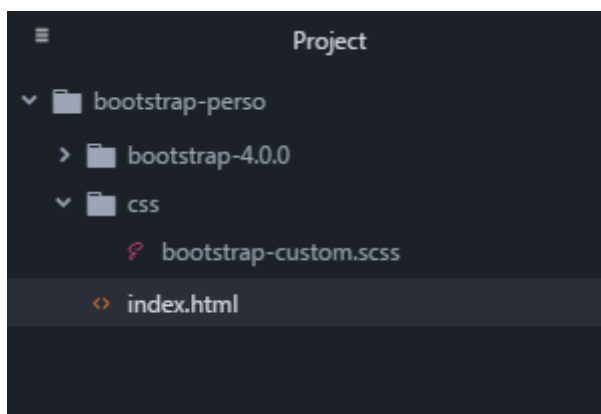 Project
bootstrap-perso
bootstrap-4.0.0
css
bootstrap-custom.scss
index.html